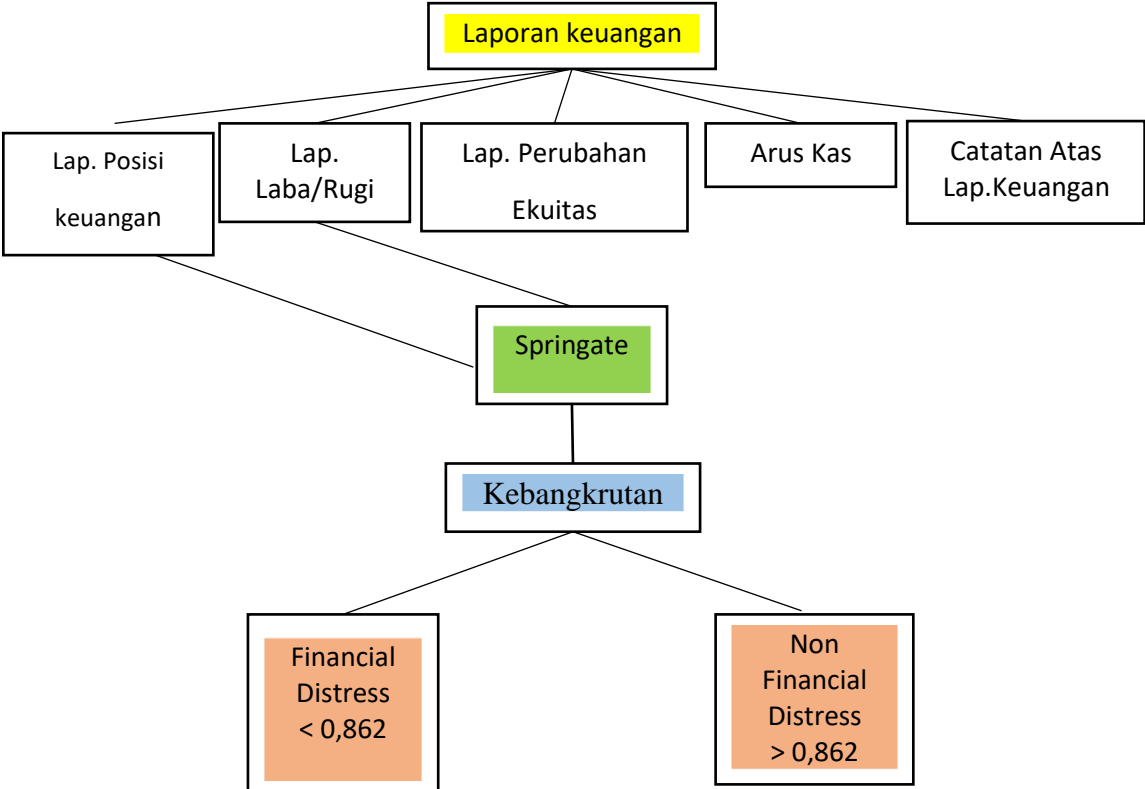 Laporan keuangan
Lap. Posisi
keuangan
Lap.
Laba/Rugi
Lap. Perubahan
Ekuitas
Arus Kas
Catatan Atas
Lap.Keuangan
Springate
Kebangkrutan
Financial
Distress
< 0,862
Non
Financial
Distress
> 0,862